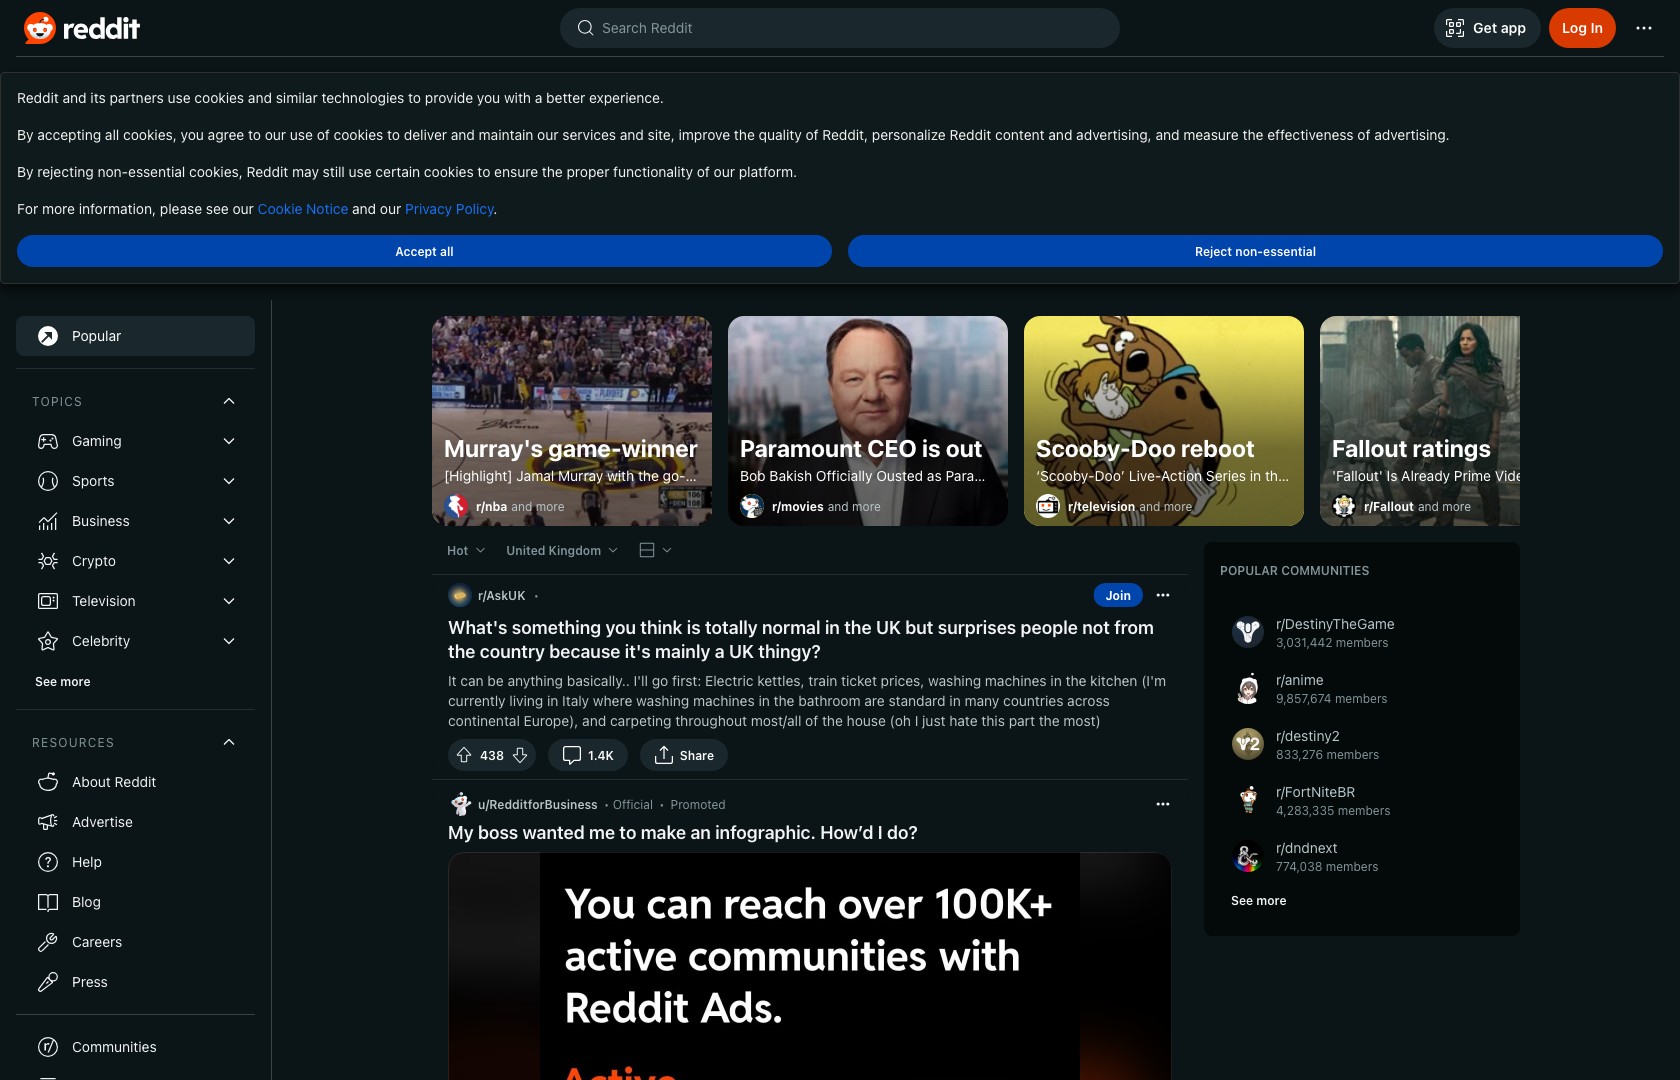 reddit
Search Reddit
Get app
Log In
Reddit and its partners use cookies and similar technologies to provide you with a better experience.
By accepting all cookies, you agree to our use of cookies to deliver and maintain our services and site, improve the quality of Reddit, personalize Reddit content and advertising, and measure the effectiveness of advertising.
By rejecting non-essential cookies, Reddit may still use certain cookies to ensure the proper functionality of our platform.
For more information, please see our Cookie Notice and our Privacy Policy.
Accept all
Reject non-essential
Popular
TOPICS
Gaming
Sports
Business
Crypto
Television
Celebrity
See more
RESOURCES
About Reddit
Advertise
Help
Blog
Careers
Press
Communities
Murray's game-winner
[Highlight] Jamal Murray with the go-...
r/nba and more
Paramount CEO is out
Bob Bakish Officially Ousted as Para...
r/movies and more
Scooby-Doo reboot
‘Scooby-Doo’ Live-Action Series in th...
r/television and more
Fallout ratings
'Fallout' Is Already Prime Vide
r/Fallout and more
Hot
United Kingdom
r/AskUK •
Join
What's something you think is totally normal in the UK but surprises people not from
the country because it's mainly a UK thingy?
It can be anything basically.. I'll go first: Electric kettles, train ticket prices, washing machines in the kitchen (I'm
currently living in Italy where washing machines in the bathroom are standard in many countries across
continental Europe), and carpeting throughout most/all of the house (oh I just hate this part the most)
438
1.4K
Share
u/RedditforBusiness • Official • Promoted
My boss wanted me to make an infographic. How’d I do?
You can reach over 100K+
active communities with
Reddit Ads.
Active
POPULAR COMMUNITIES
r/DestinyTheGame
3,031,442 members
r/anime
9,857,674 members
r/destiny2
833,276 members
r/FortNiteBR
4,283,335 members
r/dndnext
774,038 members
See more